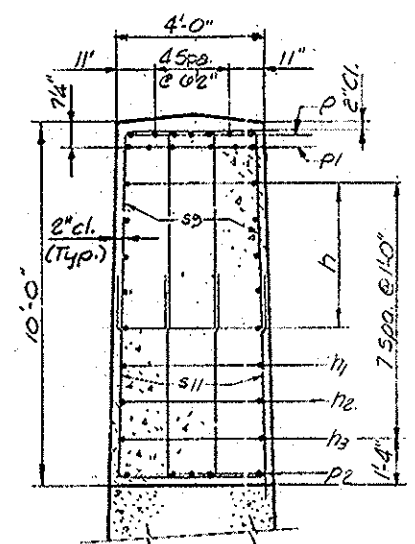 4'-0"
11' 4 Spa. 11"
@ 6½"
7¼"
2" Cl.
p
p1
s9
s9
2" cl.
(Typ.)
h
10'-0"
7 Spa. @ 1'-0"
h1
s11
h2
h3
p2
1'-4"